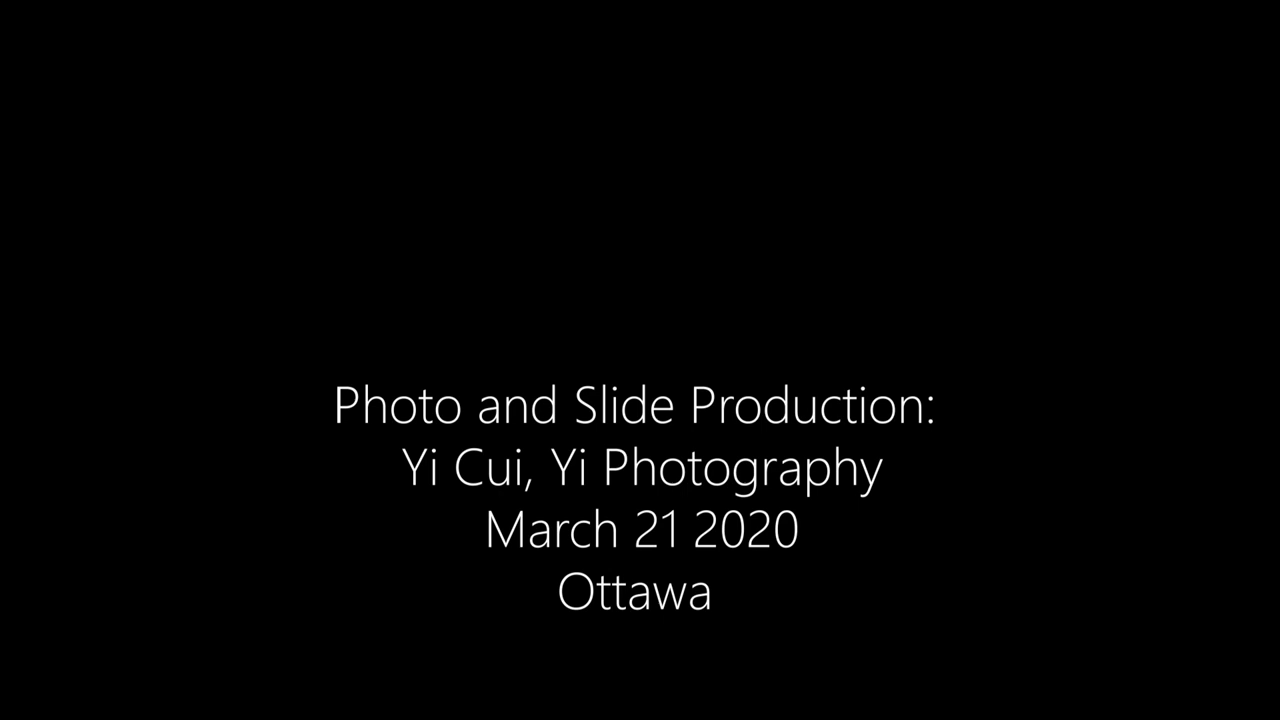 Photo and Slide Production:
Yi Cui, Yi Photography
March 21 2020
Ottawa